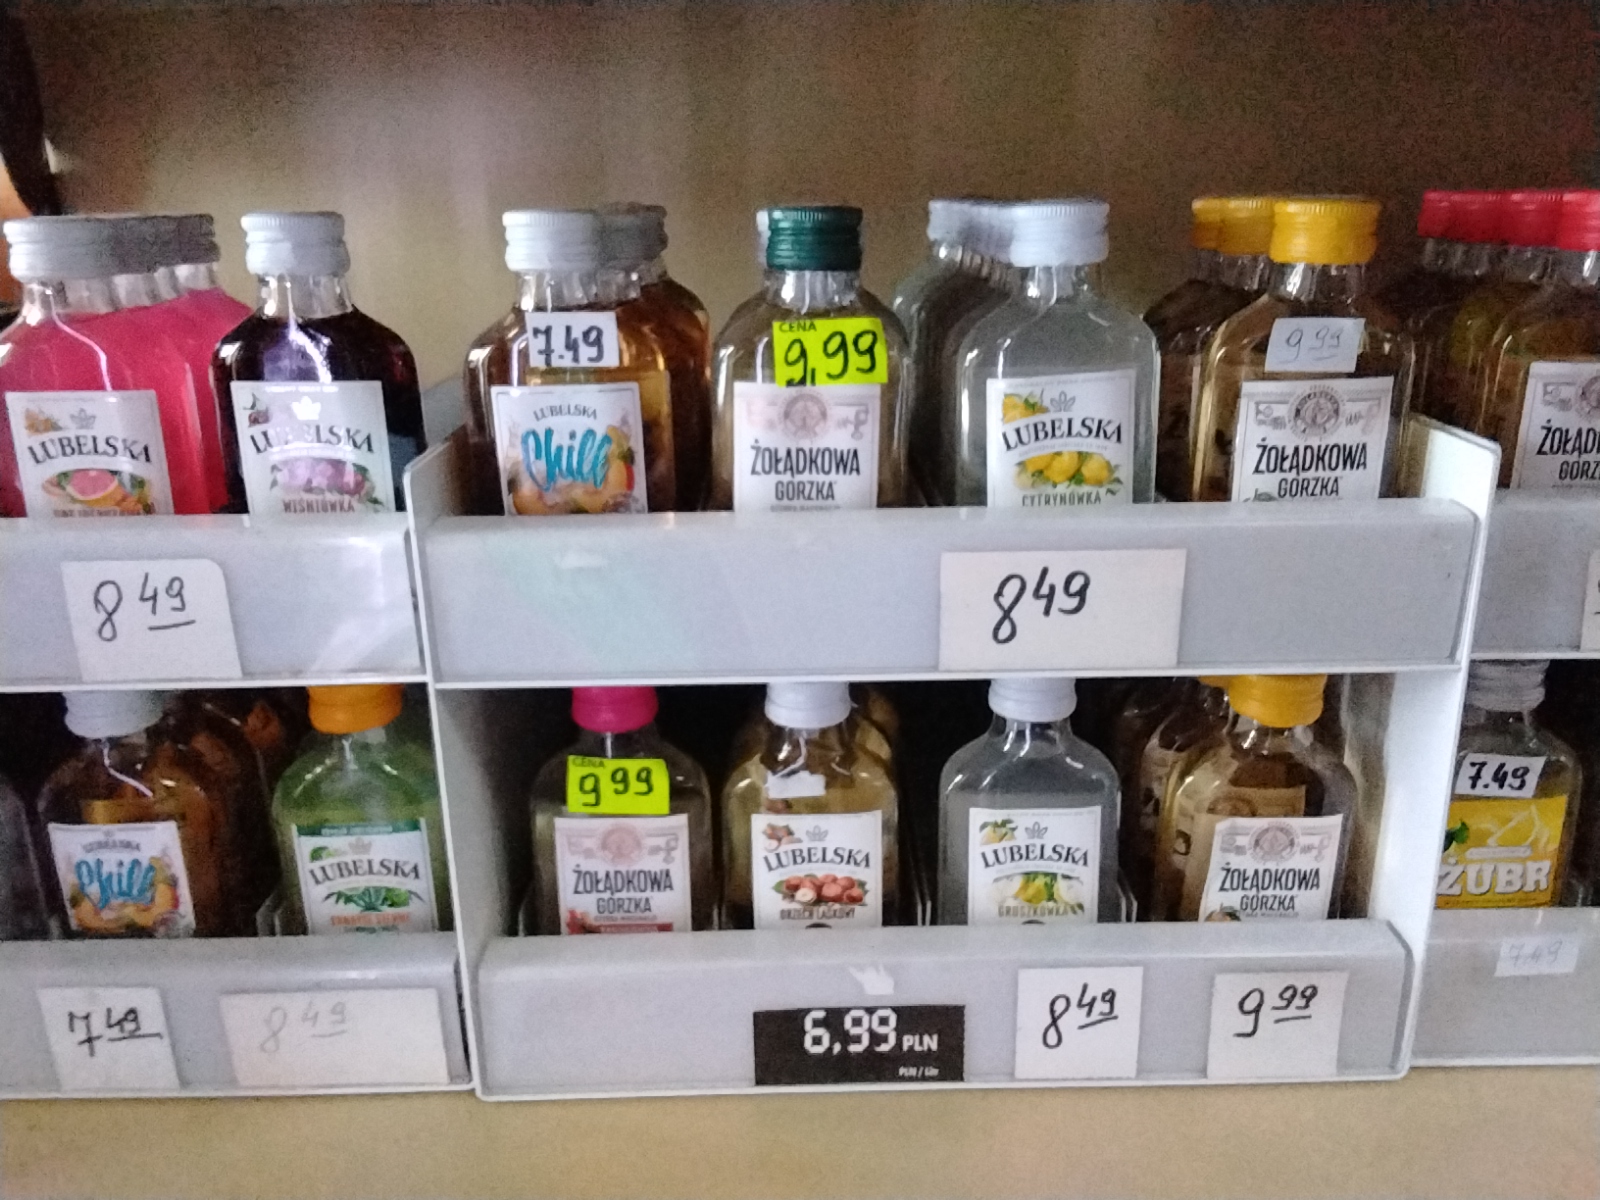 7.49
CENA
9,99
9 99
LUBELSKA
LUBELSKA
WIŚNIÓWKA
LUBELSKA
Chill
ŻOŁĄDKOWA
GORZKA
LUBELSKA
CYTRYNÓWKA
ŻOŁĄDKOWA
GORZKA
8 49
8 49
CENA
9 99
7.49
LUBELSKA
Chill
LUBELSKA
ŻOŁĄDKOWA
GORZKA
LUBELSKA
ORZECH LASKOWY
LUBELSKA
GRUSZKÓWKA
ŻOŁĄDKOWA
GORZKA
ŻUBR
7.49
7 49
8 49
6,99 PLN
8 49
9 99